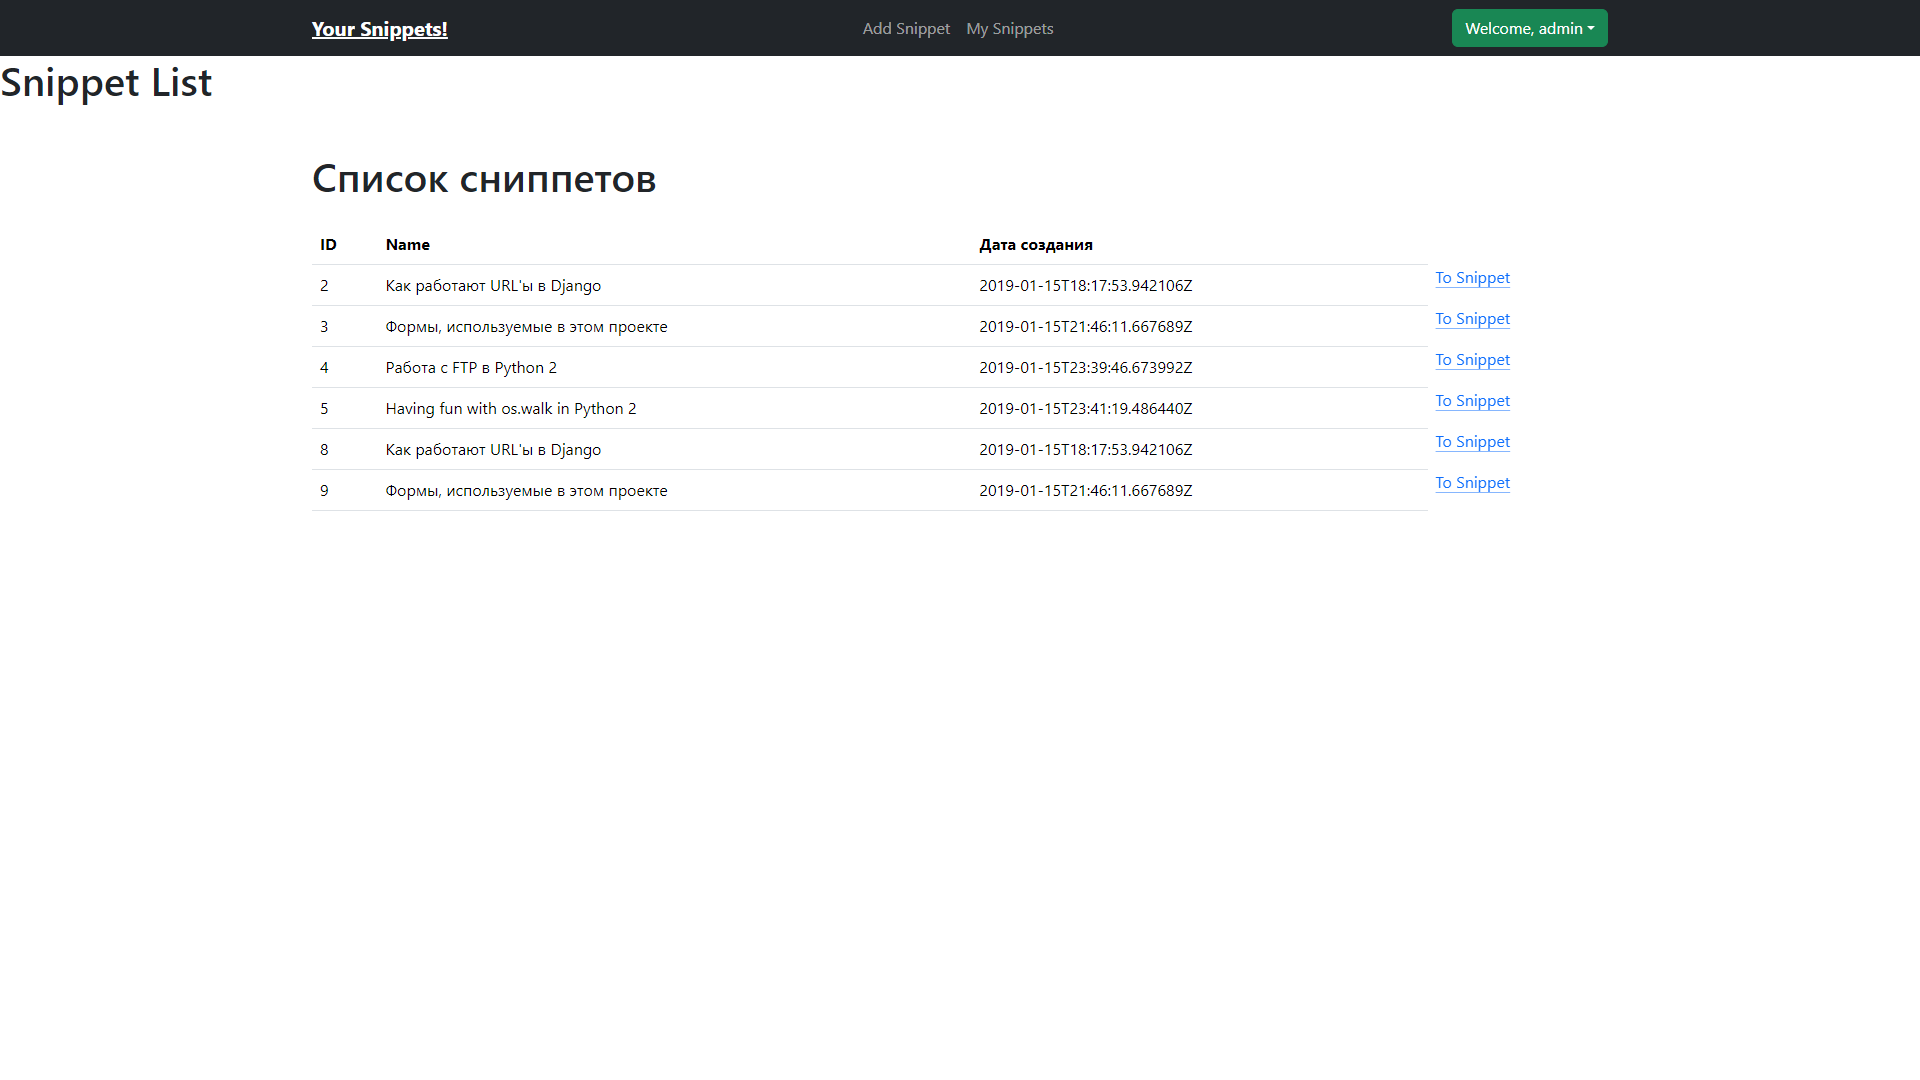 Your Snippets! Add Snippet My Snippets Welcome, admin
Snippet List
Список сниппетов
ID Name Дата создания
2 Как работают URL'ы в Django 2019-01-15T18:17:53.942106Z To Snippet
3 Формы, используемые в этом проекте 2019-01-15T21:46:11.667689Z To Snippet
4 Работа с FTP в Python 2 2019-01-15T23:39:46.673992Z To Snippet
5 Having fun with os.walk in Python 2 2019-01-15T23:41:19.486440Z To Snippet
8 Как работают URL'ы в Django 2019-01-15T18:17:53.942106Z To Snippet
9 Формы, используемые в этом проекте 2019-01-15T21:46:11.667689Z To Snippet